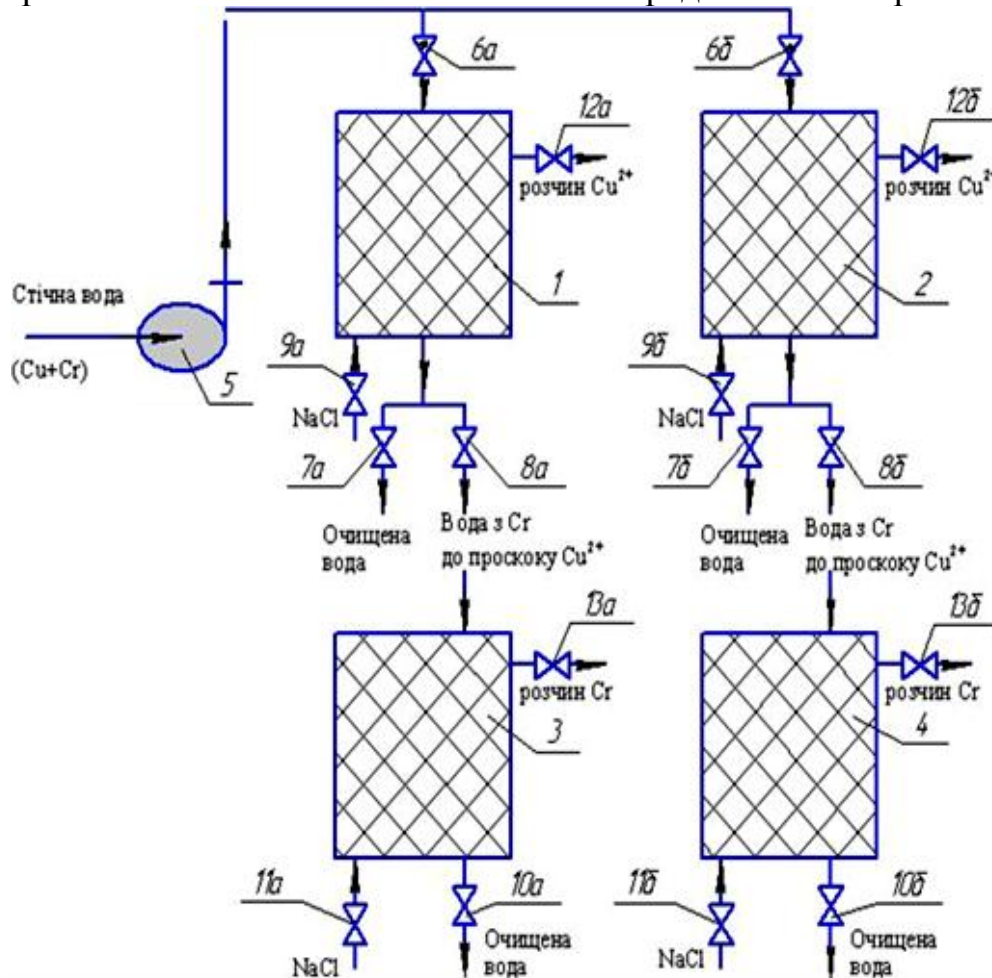 6а
6б
12а
12б
розчин Cu²⁺
розчин Cu²
1
2
Стічна вода
(Cu+Cr)
5
9а
9б
NaCl
NaCl
7а
8а
7б
8б
Очищена
вода
Вода з Cr
до проскоку Cu²⁺
Очищена
вода
Вода з Cr
до проскоку Cu²⁺
13а
13б
розчин Cr
розчин Cr
3
4
11а
10а
11б
10б
NaCl
Очищена
вода
NaCl
Очищена
вода